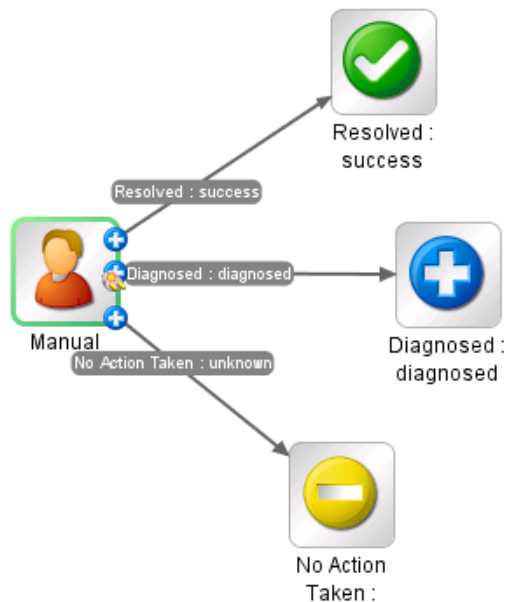 Resolved :
success
Resolved : success
Diagnosed : diagnosed
Manual
Diagnosed :
diagnosed
No Action Taken : unknown
No Action
Taken :